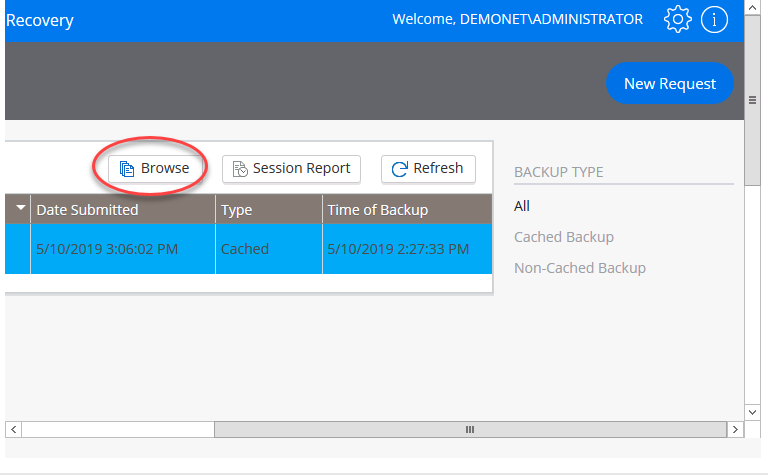 Recovery
Welcome, DEMONET\ADMINISTRATOR
New Request
Browse
Session Report
Refresh
Date Submitted
Type
Time of Backup
5/10/2019 3:06:02 PM
Cached
5/10/2019 2:27:33 PM
BACKUP TYPE
All
Cached Backup
Non-Cached Backup